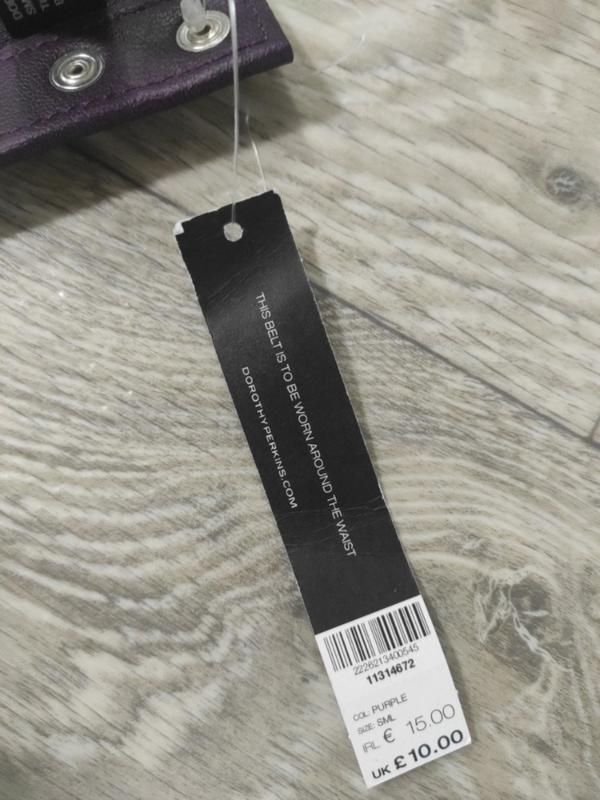 THIS BELT IS TO BE WORN AROUND THE WAIST
DOROTHYPERKINS.COM
2226213400545
11314672
COL: PURPLE
SIZE: SML
IRL € 15.00
UK £10.00